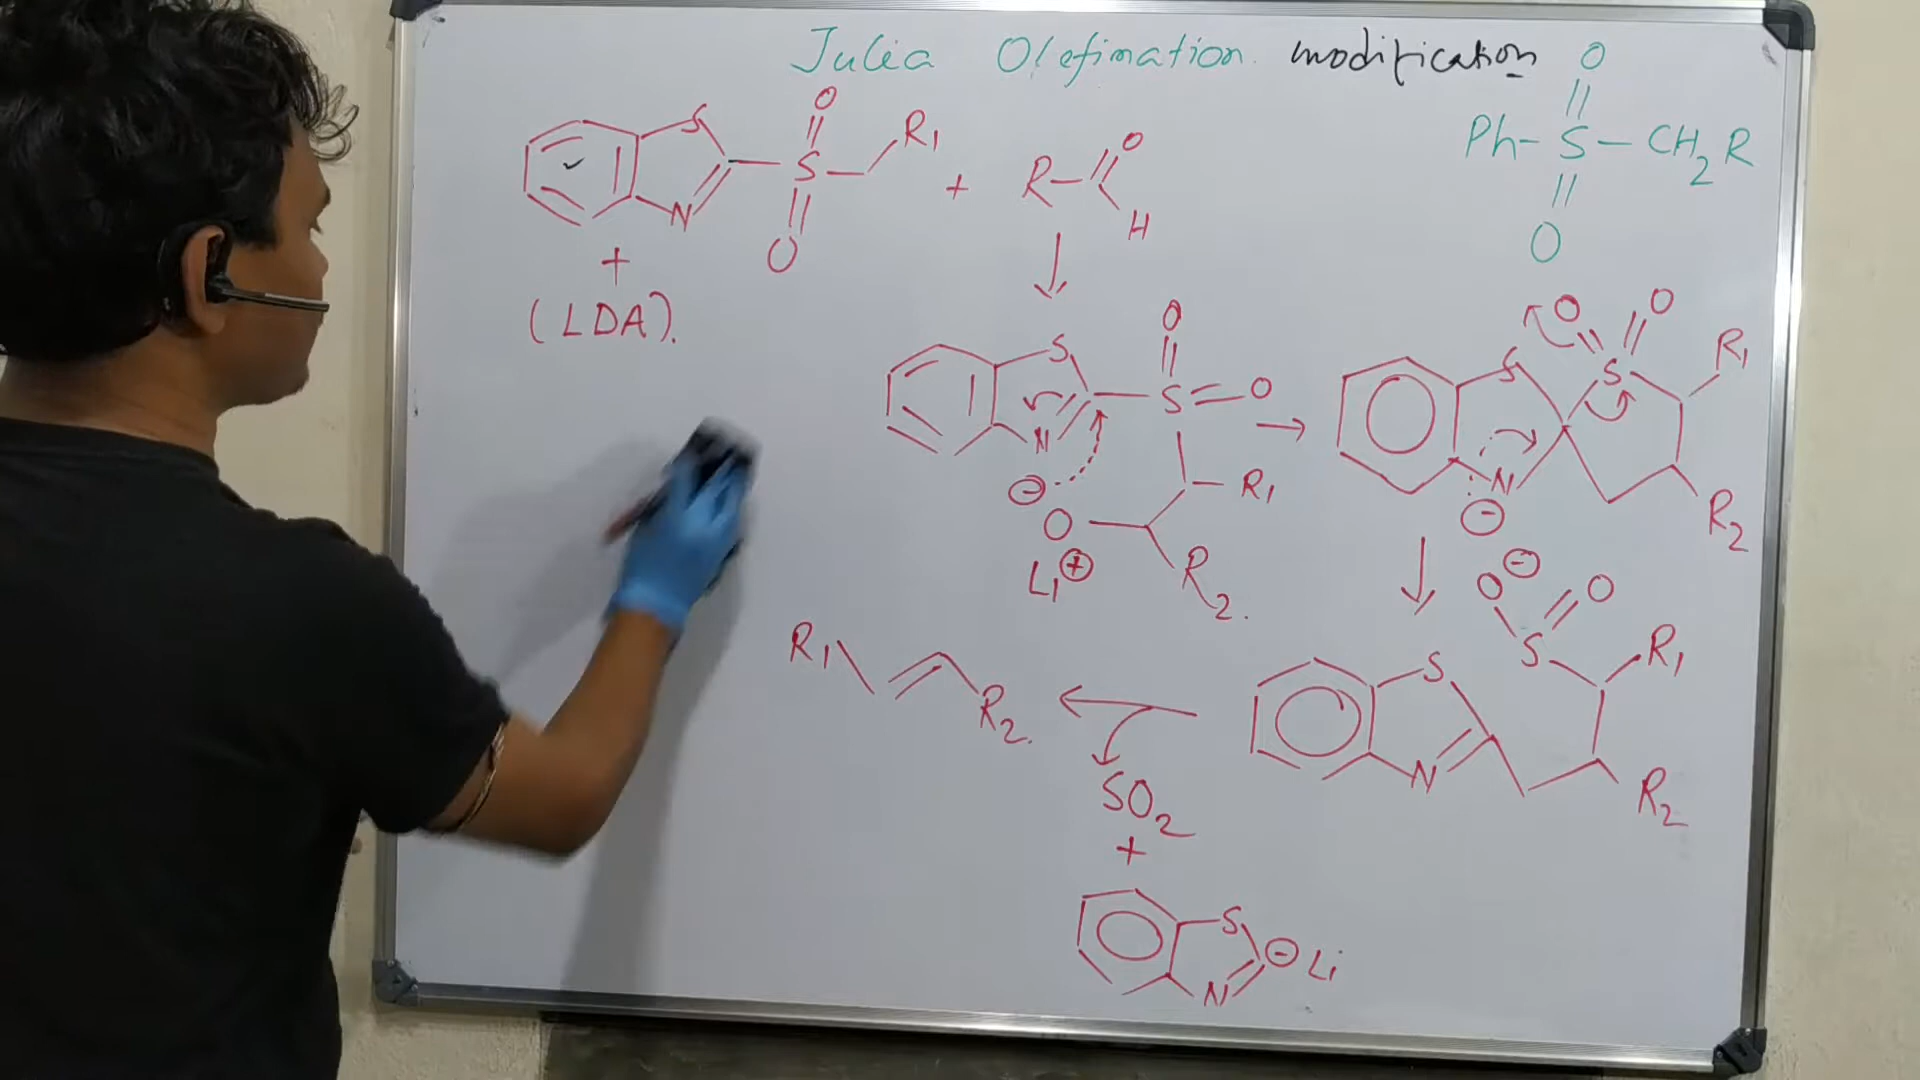 Julia Olefination modification
O
Ph-S-CH2R
O
S
N
O
S
O
R1
+
R-
O
H
+
(LDA).
S
N
O
S=O
R1
⊖
O
Li⊕
R2.
S
N
⊖
O
O
S
R1
R2
⊖
O
O
S
R1
S
N
R2
R1
R2.
SO2
+
S
N
⊖Li